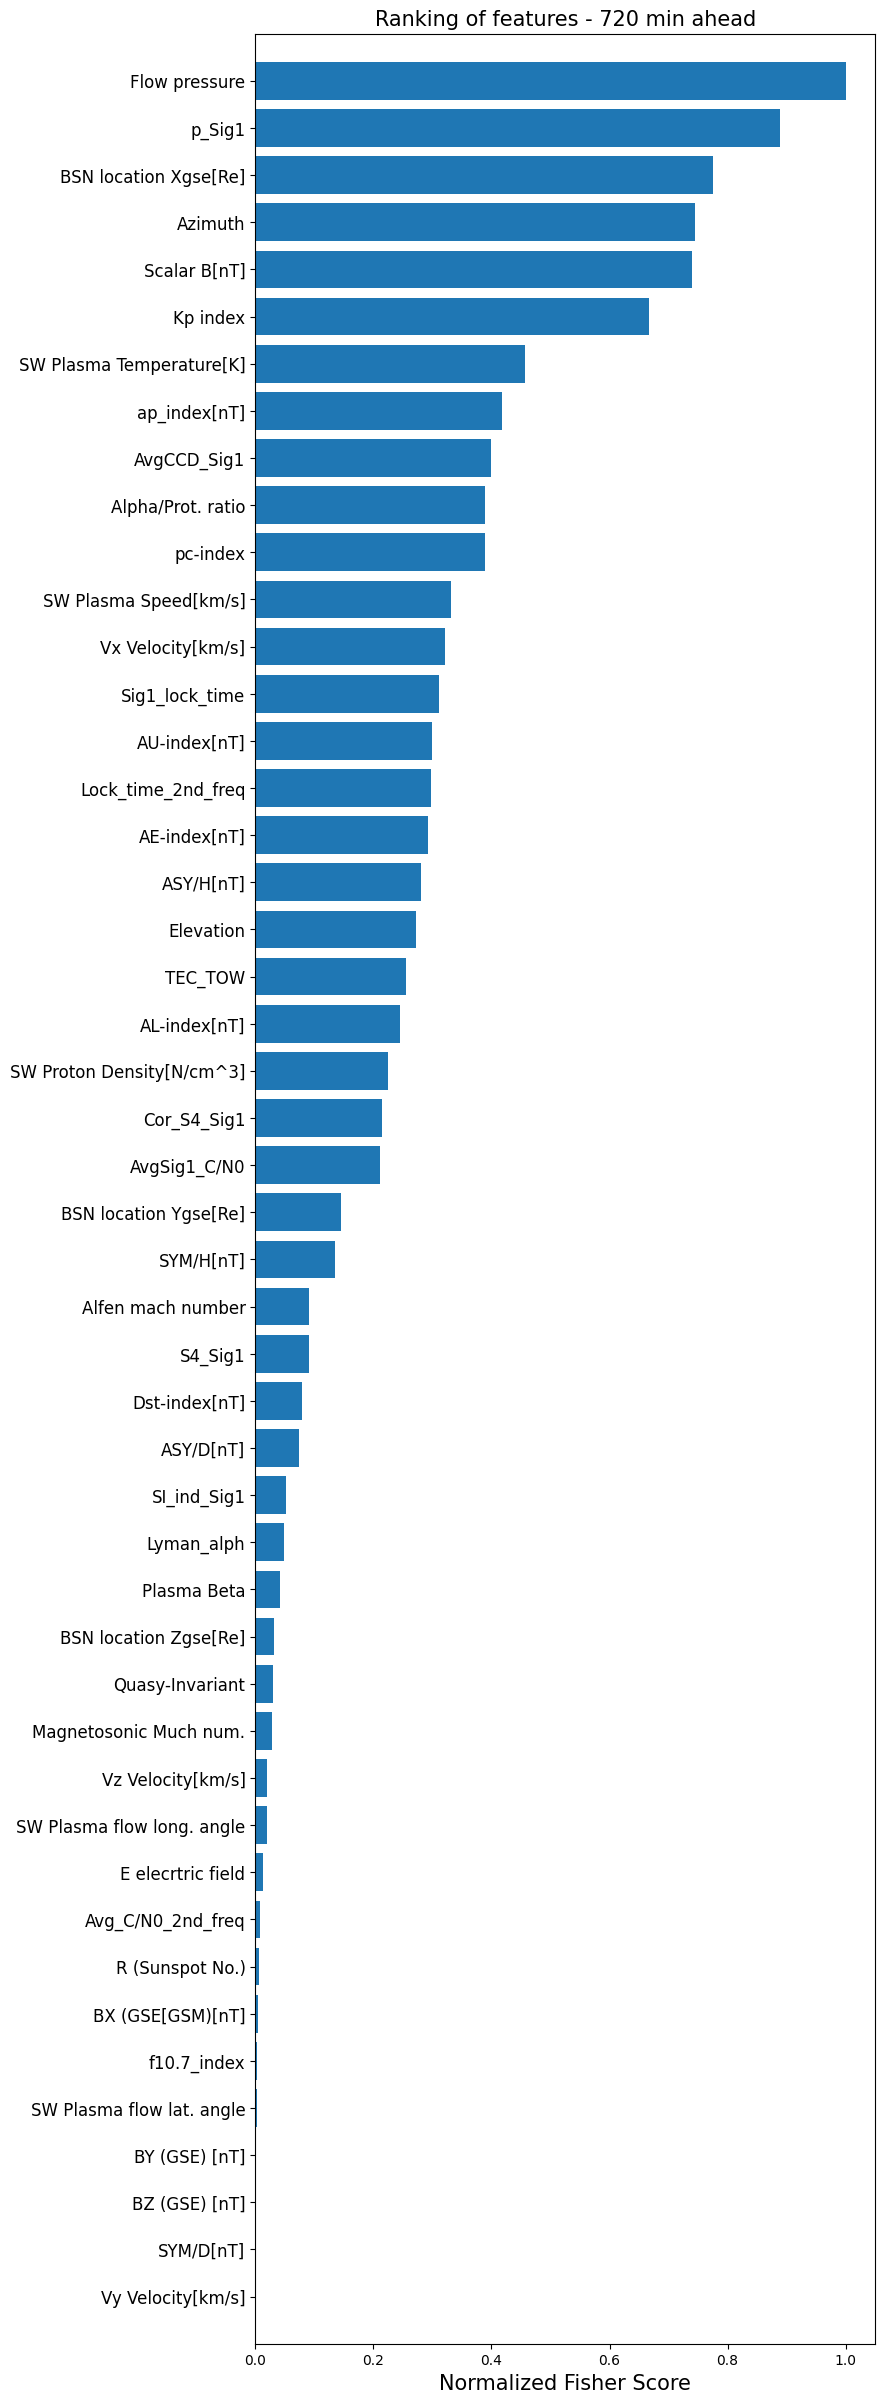 Ranking of features - 720 min ahead
Flow pressure
p_Sig1
BSN location Xgse[Re]
Azimuth
Scalar B[nT]
Kp index
SW Plasma Temperature[K]
ap_index[nT]
AvgCCD_Sig1
Alpha/Prot. ratio
pc-index
SW Plasma Speed[km/s]
Vx Velocity[km/s]
Sig1_lock_time
AU-index[nT]
Lock_time_2nd_freq
AE-index[nT]
ASY/H[nT]
Elevation
TEC_TOW
AL-index[nT]
SW Proton Density[N/cm^3]
Cor_S4_Sig1
AvgSig1_C/N0
BSN location Ygse[Re]
SYM/H[nT]
Alfen mach number
S4_Sig1
Dst-index[nT]
ASY/D[nT]
SI_ind_Sig1
Lyman_alph
Plasma Beta
BSN location Zgse[Re]
Quasy-Invariant
Magnetosonic Much num.
Vz Velocity[km/s]
SW Plasma flow long. angle
E elecrtric field
Avg_C/N0_2nd_freq
R (Sunspot No.)
BX (GSE[GSM)[nT]
f10.7_index
SW Plasma flow lat. angle
BY (GSE) [nT]
BZ (GSE) [nT]
SYM/D[nT]
Vy Velocity[km/s]
0.0 0.2 0.4 0.6 0.8 1.0
Normalized Fisher Score